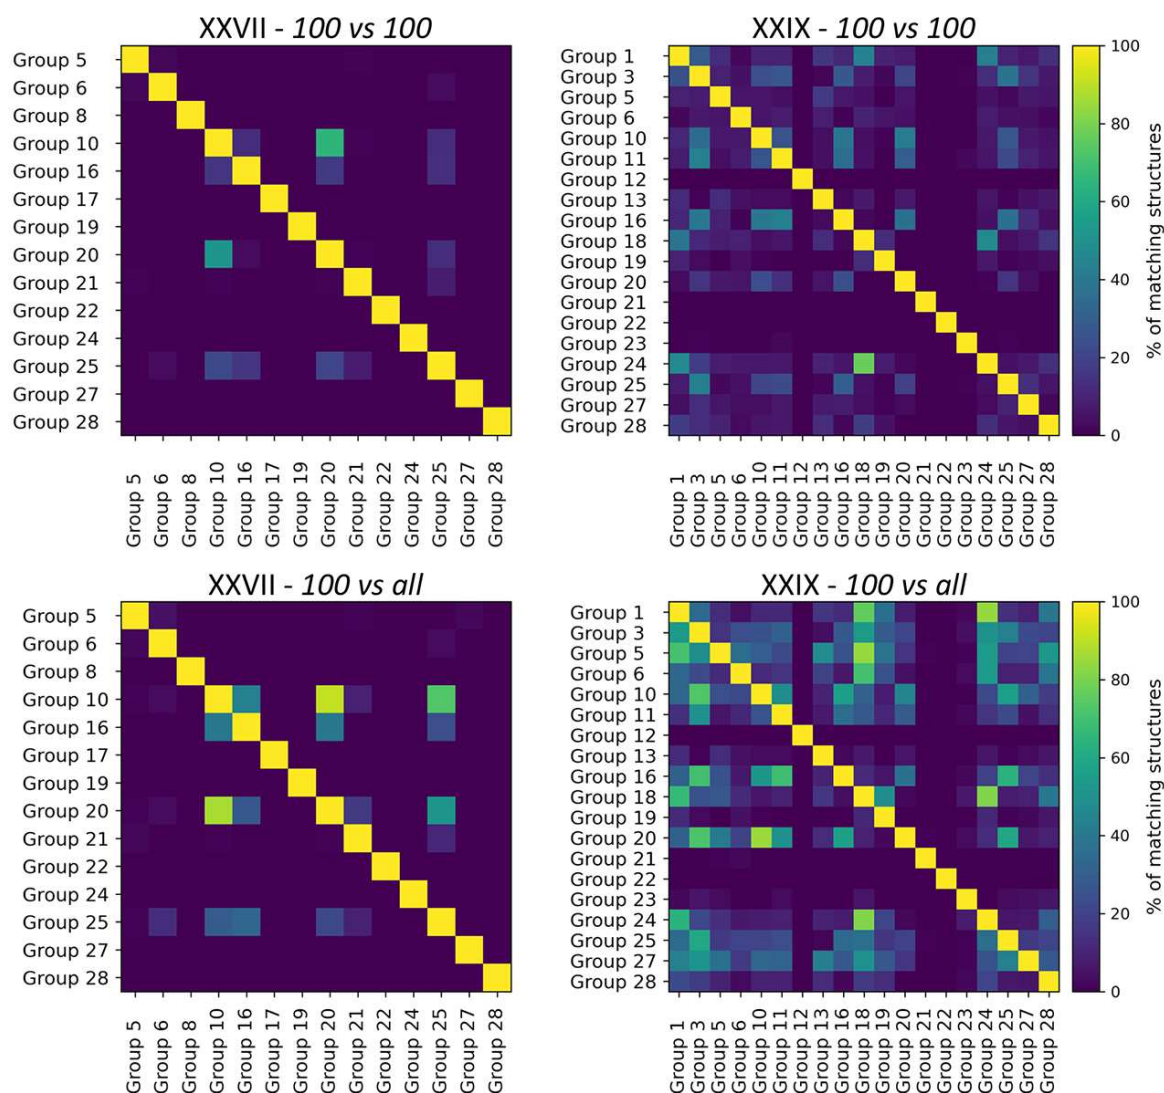 XXVII - 100 vs 100
Group 5
Group 6
Group 8
Group 10
Group 16
Group 17
Group 19
Group 20
Group 21
Group 22
Group 24
Group 25
Group 27
Group 28
Group 5
Group 6
Group 8
Group 10
Group 16
Group 17
Group 19
Group 20
Group 21
Group 22
Group 24
Group 25
Group 27
Group 28
XXIX - 100 vs 100
Group 1
Group 3
Group 5
Group 6
Group 10
Group 11
Group 12
Group 13
Group 16
Group 18
Group 19
Group 20
Group 21
Group 22
Group 23
Group 24
Group 25
Group 27
Group 28
Group 1
Group 3
Group 5
Group 6
Group 10
Group 11
Group 12
Group 13
Group 16
Group 18
Group 19
Group 20
Group 21
Group 22
Group 23
Group 24
Group 25
Group 27
Group 28
100
80
60
40
20
0
% of matching structures
XXVII - 100 vs all
Group 5
Group 6
Group 8
Group 10
Group 16
Group 17
Group 19
Group 20
Group 21
Group 22
Group 24
Group 25
Group 27
Group 28
Group 5
Group 6
Group 8
Group 10
Group 16
Group 17
Group 19
Group 20
Group 21
Group 22
Group 24
Group 25
Group 27
Group 28
XXIX - 100 vs all
Group 1
Group 3
Group 5
Group 6
Group 10
Group 11
Group 12
Group 13
Group 16
Group 18
Group 19
Group 20
Group 21
Group 22
Group 23
Group 24
Group 25
Group 27
Group 28
Group 1
Group 3
Group 5
Group 6
Group 10
Group 11
Group 12
Group 13
Group 16
Group 18
Group 19
Group 20
Group 21
Group 22
Group 23
Group 24
Group 25
Group 27
Group 28
100
80
60
40
20
0
% of matching structures